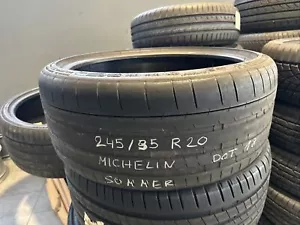 245/35 R20
MICHELIN DOT 18
SOMMER